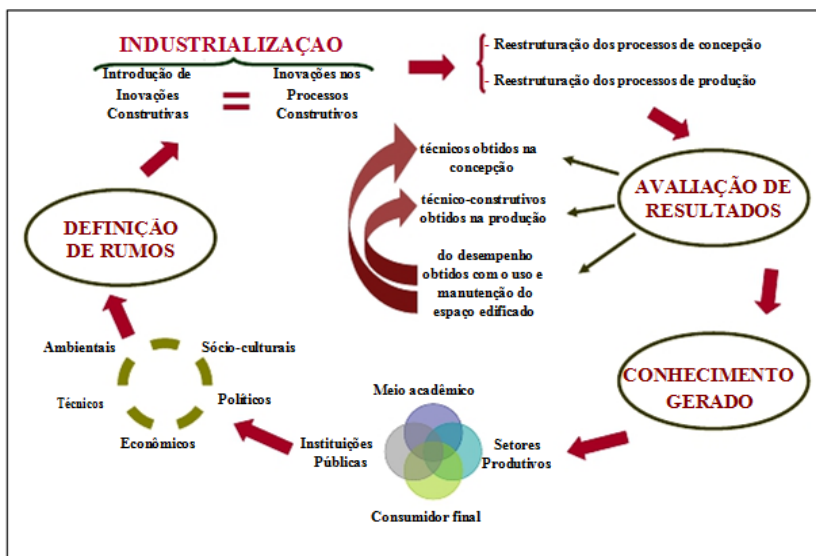 INDUSTRIALIZAÇAO
Introdução de
Inovações
Construtivas
=
Inovações nos
Processos
Construtivos
- Reestruturação dos processos de concepção
- Reestruturação dos processos de produção
AVALIAÇÃO DE
RESULTADOS
técnicos obtidos na
concepção
técnico-construtivos
obtidos na produção
do desempenho
obtidos com o uso e
manutenção do
espaço edificado
CONHECIMENTO
GERADO
Meio acadêmico
Setores
Produtivos
Consumidor final
Instituições
Públicas
Sócio-culturais
Políticos
Econômicos
Técnicos
Ambientais
DEFINIÇÃO
DE RUMOS